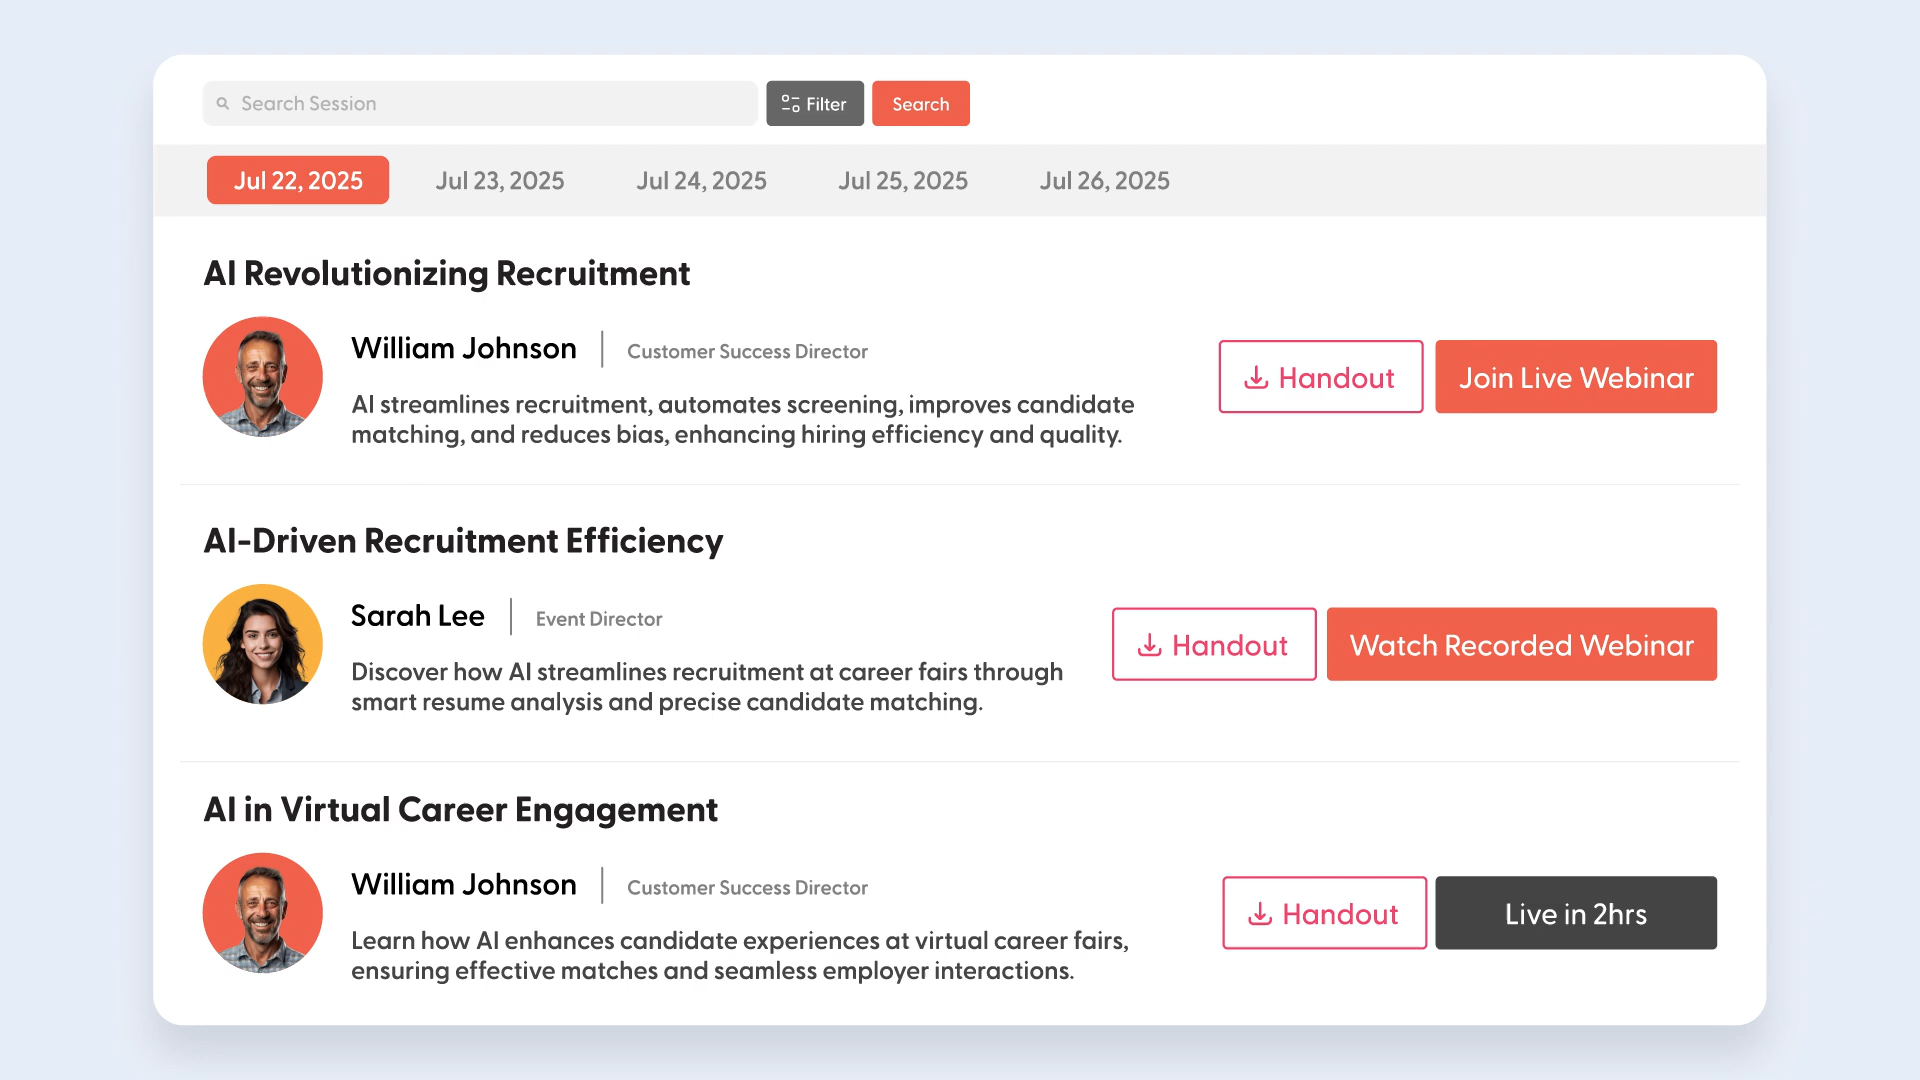 Search Session
Filter
Search
Jul 22, 2025
Jul 23, 2025
Jul 24, 2025
Jul 25, 2025
Jul 26, 2025
AI Revolutionizing Recruitment
William Johnson
Customer Success Director
AI streamlines recruitment, automates screening, improves candidate
matching, and reduces bias, enhancing hiring efficiency and quality.
Handout
Join Live Webinar
AI-Driven Recruitment Efficiency
Sarah Lee
Event Director
Discover how AI streamlines recruitment at career fairs through
smart resume analysis and precise candidate matching.
Handout
Watch Recorded Webinar
AI in Virtual Career Engagement
William Johnson
Customer Success Director
Learn how AI enhances candidate experiences at virtual career fairs,
ensuring effective matches and seamless employer interactions.
Handout
Live in 2hrs